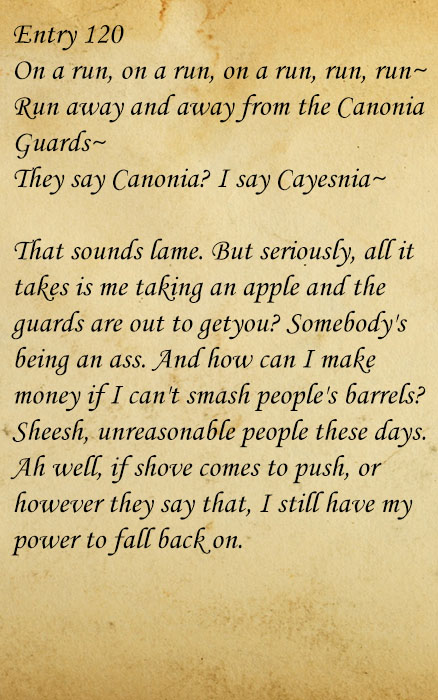 Entry 120
On a run, on a run, on a run, run, run~
Run away and away from the Canonia
Guards~
They say Canonia? I say Cayesnia~
That sounds lame. But seriously, all it
takes is me taking an apple and the
guards are out to getyou? Somebody's
being an ass. And how can I make
money if I can't smash people's barrels?
Sheesh, unreasonable people these days.
Ah well, if shove comes to push, or
however they say that, I still have my
power to fall back on.